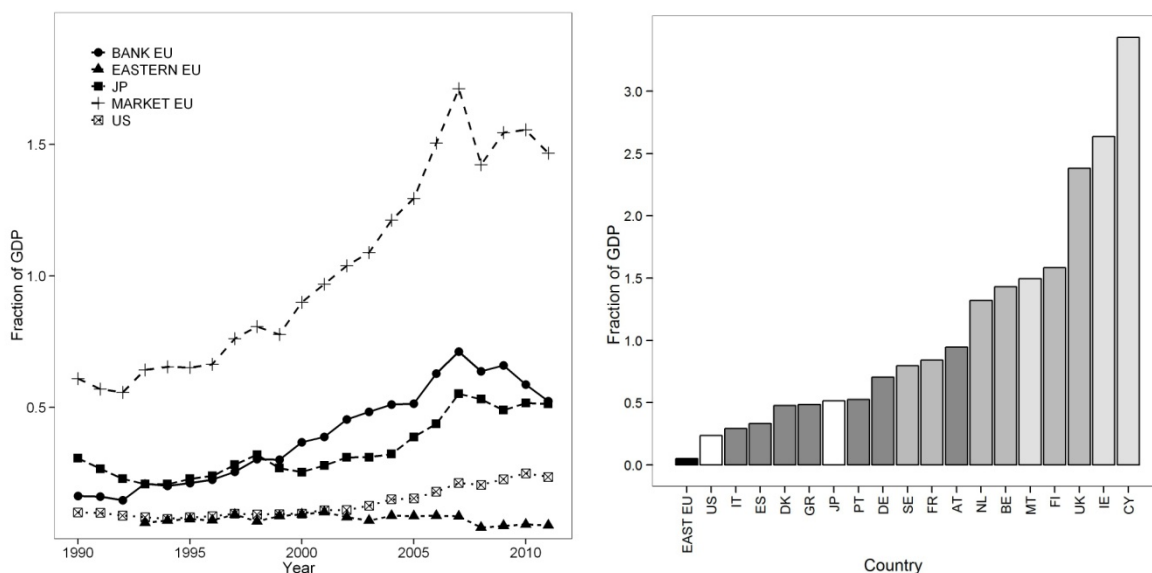 BANK EU
EASTERN EU
JP
MARKET EU
US
1.5
1.0
0.5
Fraction of GDP
1990
1995
2000
2005
2010
Year
3.0
2.5
2.0
1.5
1.0
0.5
0.0
Fraction of GDP
EAST EU
US
IT
ES
DK
GR
JP
PT
DE
SE
FR
AT
NL
BE
MT
FI
UK
IE
CY
Country